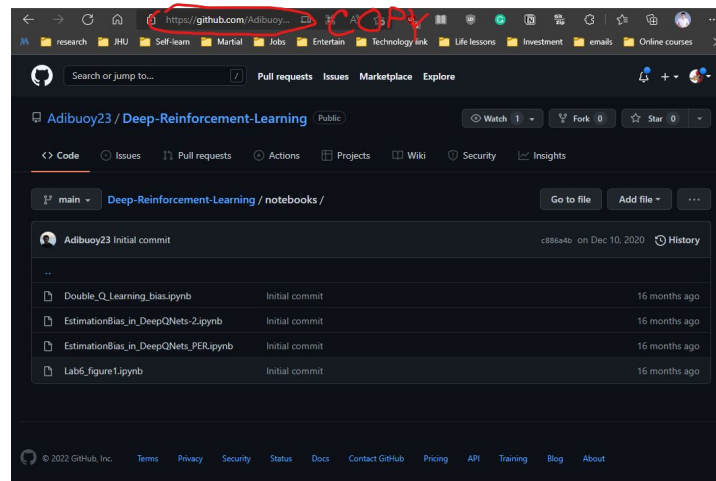 https://github.com/Adibuoy...
COPY
research JHU Self-learn Martial Jobs Entertain Technology link Life lessons Investment emails Online courses
Search or jump to... / Pull requests Issues Marketplace Explore
Adibuoy23 / Deep-Reinforcement-Learning Public Watch 1 Fork 0 Star 0
<> Code Issues Pull requests Actions Projects Wiki Security Insights
main Deep-Reinforcement-Learning / notebooks / Go to file Add file ...
Adibuoy23 Initial commit c886a4b on Dec 10, 2020 History
..
Double_Q_Learning_bias.ipynb Initial commit 16 months ago
EstimationBias_in_DeepQNets-2.ipynb Initial commit 16 months ago
EstimationBias_in_DeepQNets_PER.ipynb Initial commit 16 months ago
Lab6_figure1.ipynb Initial commit 16 months ago
© 2022 GitHub, Inc. Terms Privacy Security Status Docs Contact GitHub Pricing API Training Blog About